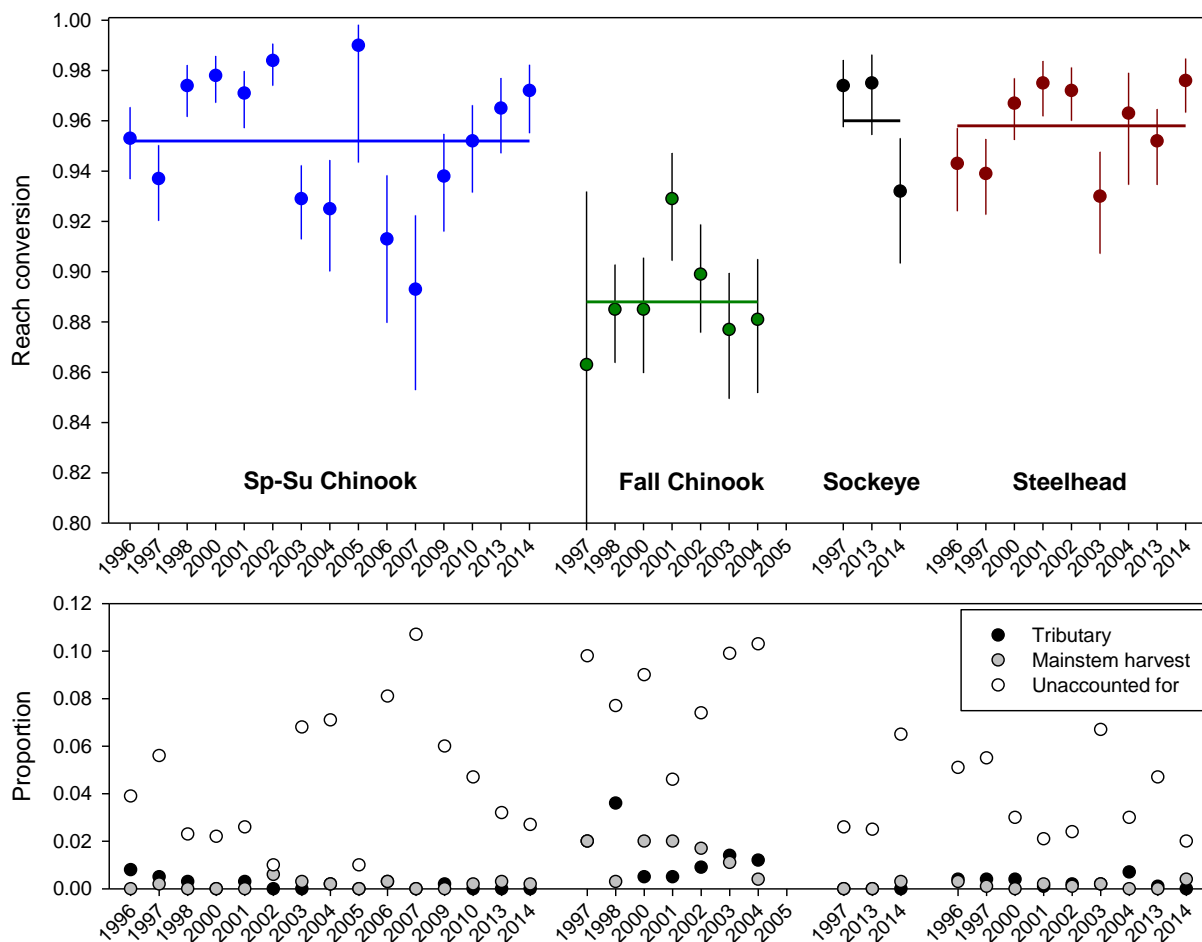 1.00
0.98
0.96
0.94
0.92
0.90
0.88
0.86
0.84
0.82
0.80
Reach conversion
Sp-Su Chinook
Fall Chinook
Sockeye
Steelhead
1996 1997 1998 2000 2001 2002 2003 2004 2005 2006 2007 2009 2010 2013 2014 1997 1998 2000 2001 2002 2003 2004 2005 1997 2013 2014 1996 1997 2000 2001 2002 2003 2004 2013 2014
0.12
0.10
0.08
0.06
0.04
0.02
0.00
Proportion
Tributary
Mainstem harvest
Unaccounted for
1996 1997 1998 2000 2001 2002 2003 2004 2005 2006 2007 2009 2010 2013 2014 1997 1998 2000 2001 2002 2003 2004 2005 1997 2013 2014 1996 1997 2000 2001 2002 2003 2004 2013 2014